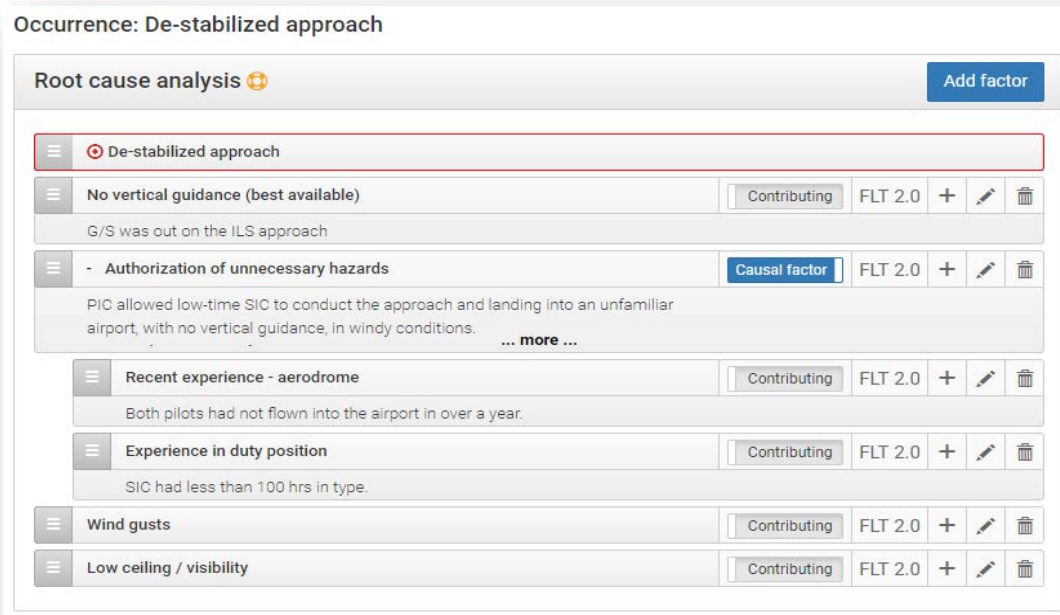 Occurrence: De-stabilized approach
Root cause analysis
Add factor
De-stabilized approach
No vertical guidance (best available) Contributing FLT 2.0
G/S was out on the ILS approach
- Authorization of unnecessary hazards Causal factor FLT 2.0
PIC allowed low-time SIC to conduct the approach and landing into an unfamiliar
airport, with no vertical guidance, in windy conditions.
... more ...
Recent experience - aerodrome Contributing FLT 2.0
Both pilots had not flown into the airport in over a year.
Experience in duty position Contributing FLT 2.0
SIC had less than 100 hrs in type.
Wind gusts Contributing FLT 2.0
Low ceiling / visibility Contributing FLT 2.0